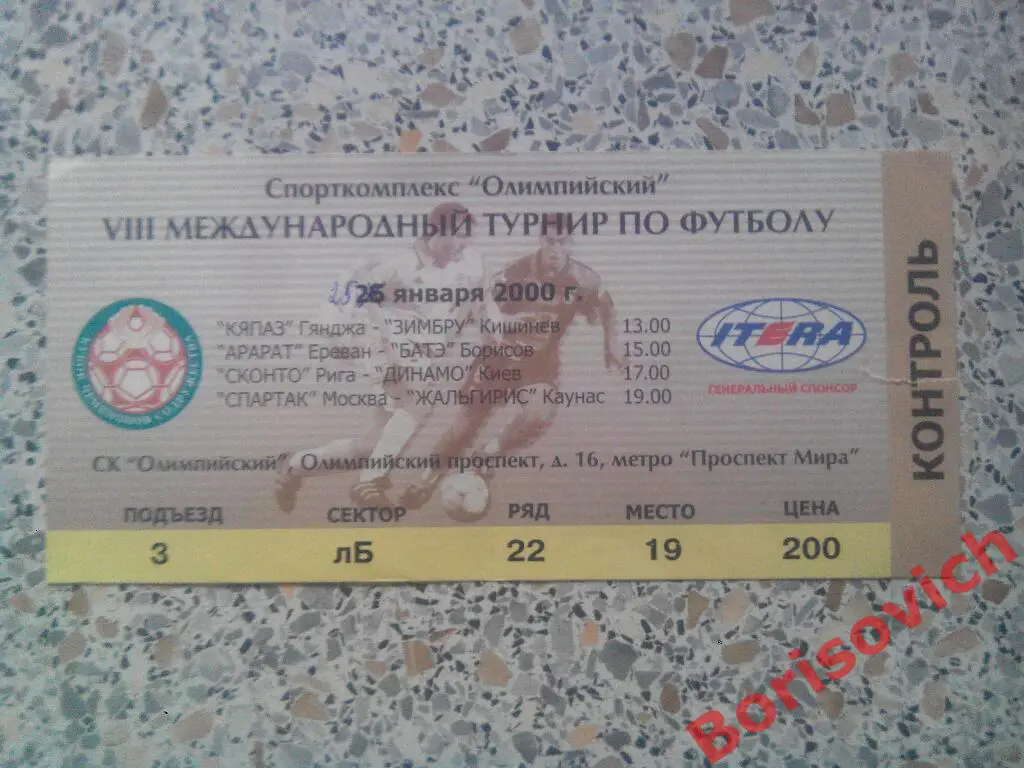 Спорткомплекс "Олимпийский"
VIII МЕЖДУНАРОДНЫЙ ТУРНИР ПО ФУТБОЛУ
25 26 января 2000 г.
"КЯПАЗ" Гянджа - "ЗИМБРУ" Кишинев 13.00
"АРАРАТ" Ереван - "БАТЭ" Борисов 15.00
"СКОНТО" Рига - "ДИНАМО" Киев 17.00
"СПАРТАК" Москва - "ЖАЛЬГИРИС" Каунас 19.00
ITERA
ГЕНЕРАЛЬНЫЙ СПОНСОР
СК "Олимпийский", Олимпийский проспект, д. 16, метро "Проспект Мира"
ПОДЪЕЗД СЕКТОР РЯД МЕСТО ЦЕНА
3 лБ 22 19 200
КОНТРОЛЬ
Borisovich